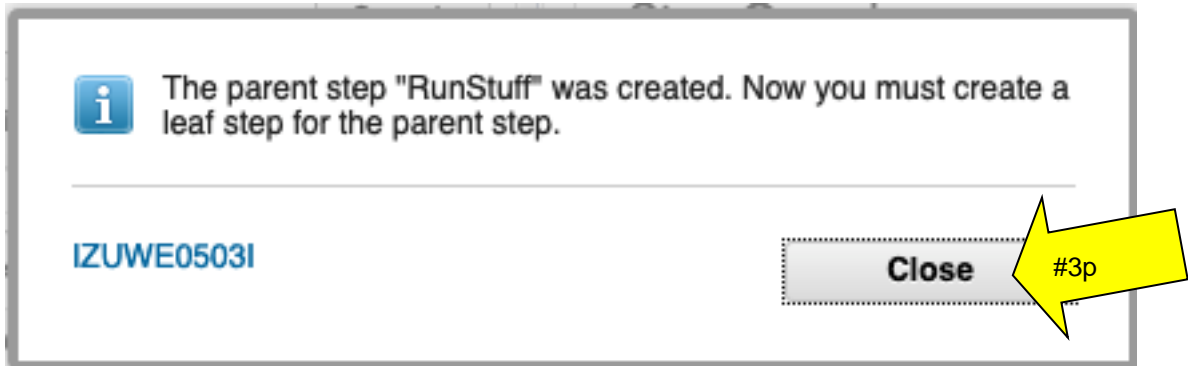 The parent step "RunStuff" was created. Now you must create a
leaf step for the parent step.
IZUWE0503I
Close
#3p